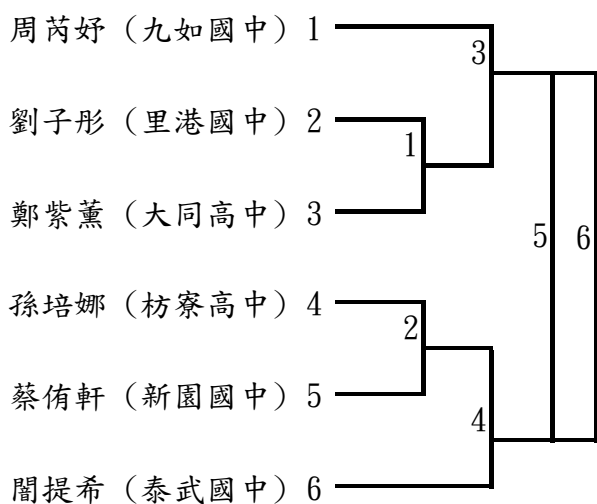 周芮妤（九如國中）1
3
劉子彤（里港國中）2
1
鄭紫薰（大同高中）3
5 6
孫培娜（枋寮高中）4
2
蔡侑軒（新園國中）5
4
闇提希（泰武國中）6